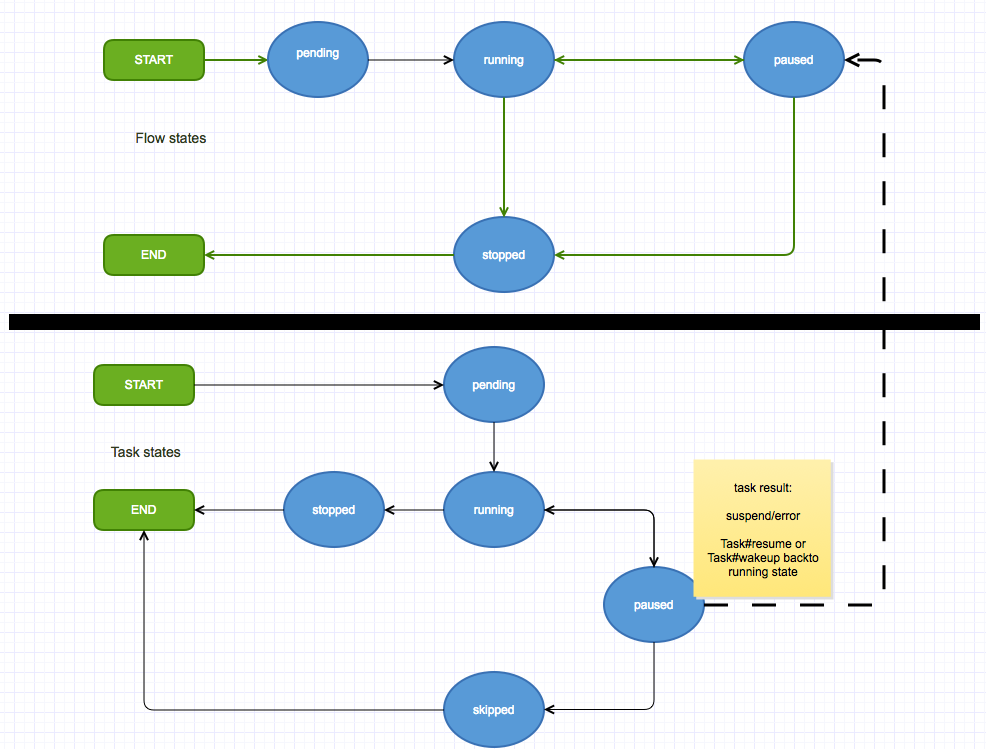 START
pending
running
paused
Flow states
END
stopped
START
pending
Task states
END
stopped
running
task result:
suspend/error
Task#resume or
Task#wakeup backto
running state
paused
skipped